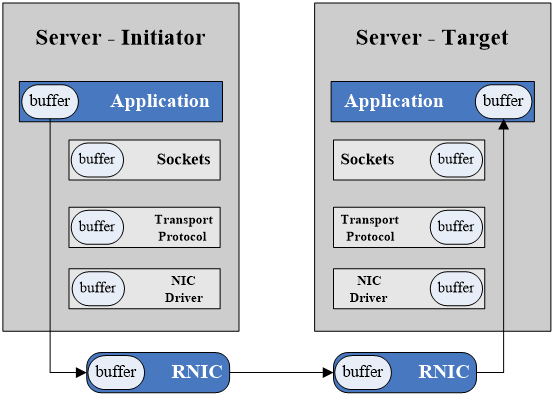 Server - Initiator
buffer
Application
buffer
Sockets
buffer
Transport
Protocol
buffer
NIC
Driver
buffer
RNIC
Server - Target
Application
buffer
Sockets
buffer
Transport
Protocol
buffer
NIC
Driver
buffer
buffer
RNIC